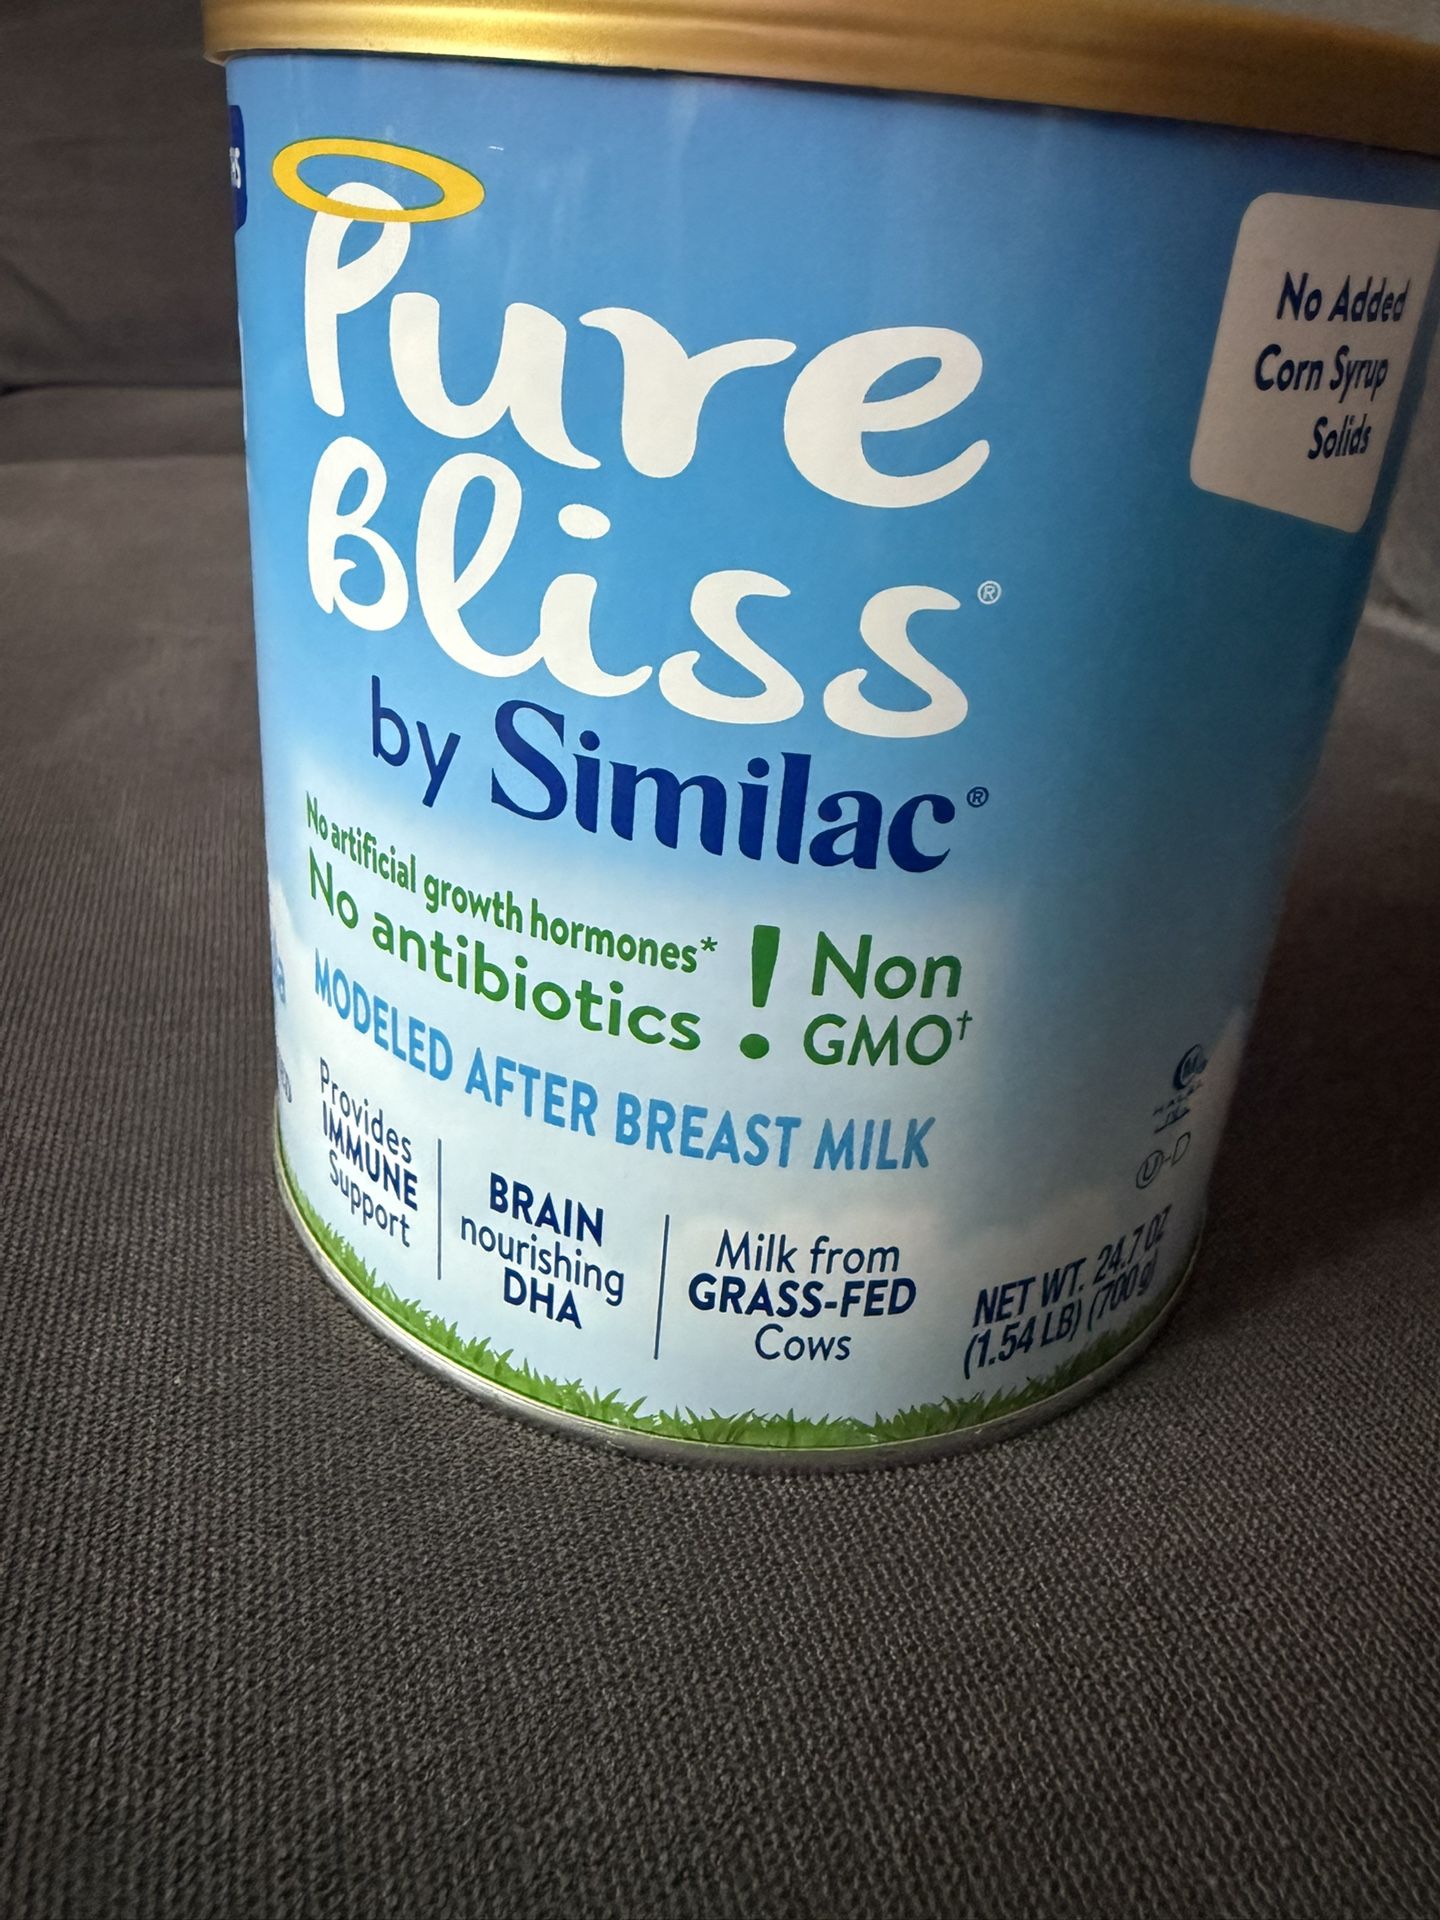 Pure
Bliss®
by Similac®
No Added
Corn Syrup
Solids
No artificial growth hormones*
No antibiotics
! Non
GMO†
MODELED AFTER BREAST MILK
Provides
IMMUNE
Support
BRAIN
nourishing
DHA
Milk from
GRASS-FED
Cows
U-D
NET WT. 24.7 OZ
(1.54 LB) (700 g)